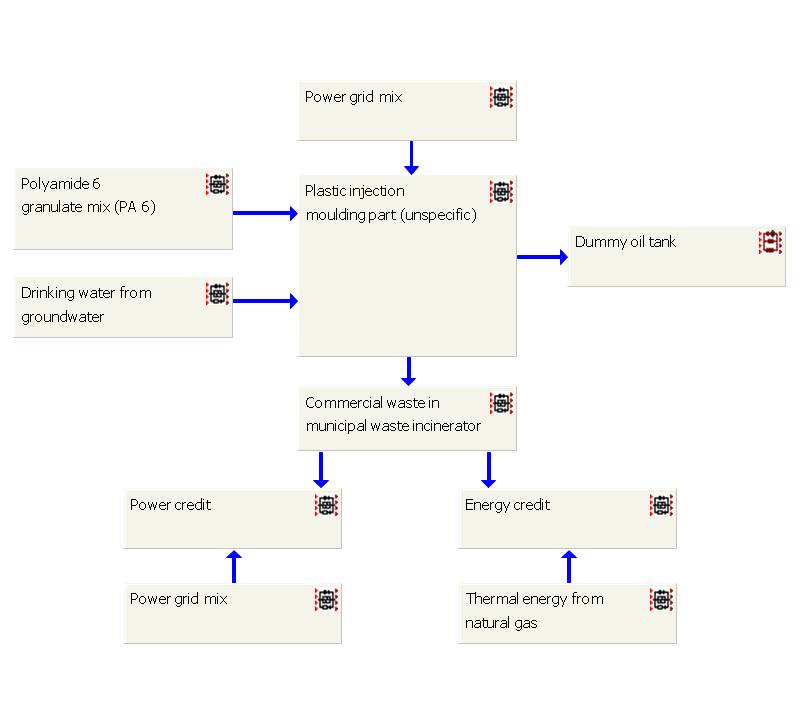 Power grid mix
Polyamide 6
granulate mix (PA 6)
Plastic injection
moulding part (unspecific)
Dummy oil tank
Drinking water from
groundwater
Commercial waste in
municipal waste incinerator
Power credit
Energy credit
Power grid mix
Thermal energy from
natural gas